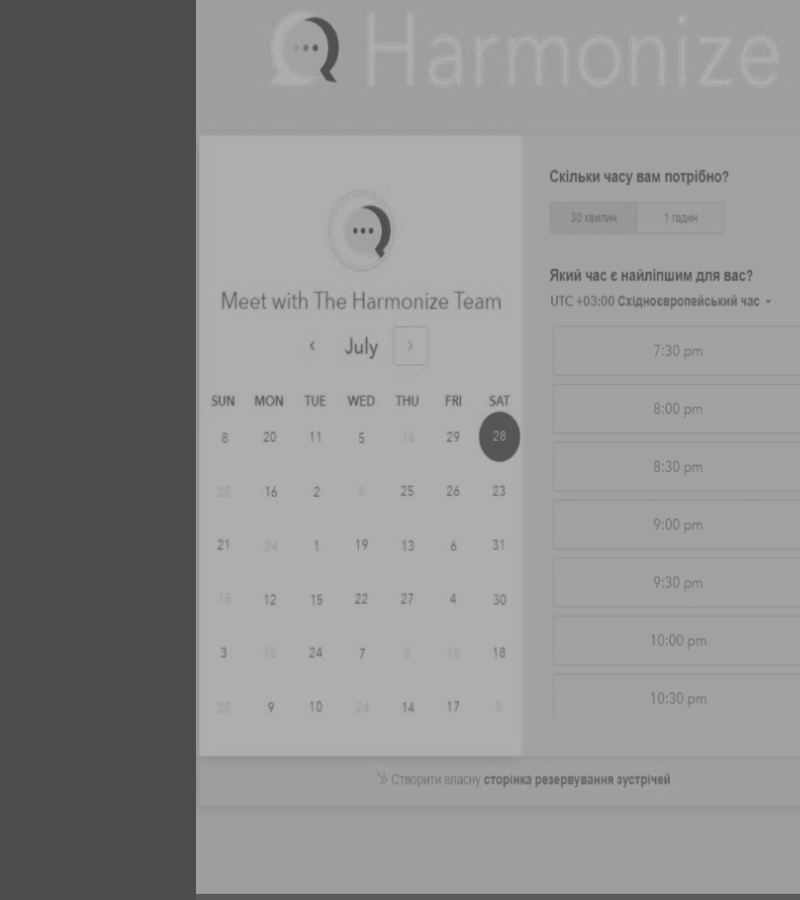 Harmonize
Meet with The Harmonize Team
‹ July ›
SUN MON TUE WED THU FRI SAT
8 20 11 5 16 29 28
28 16 2 6 25 26 23
21 24 1 19 13 6 31
15 12 15 22 27 4 30
3 12 24 7 6 18 18
28 9 10 24 14 17 5
Скільки часу вам потрібно?
30 хвилин 1 годин
Який час є найліпшим для вас?
UTC +03:00 Східноєвропейський час
7:30 pm
8:00 pm
8:30 pm
9:00 pm
9:30 pm
10:00 pm
10:30 pm
Створити власну сторінка резервування зустрічей